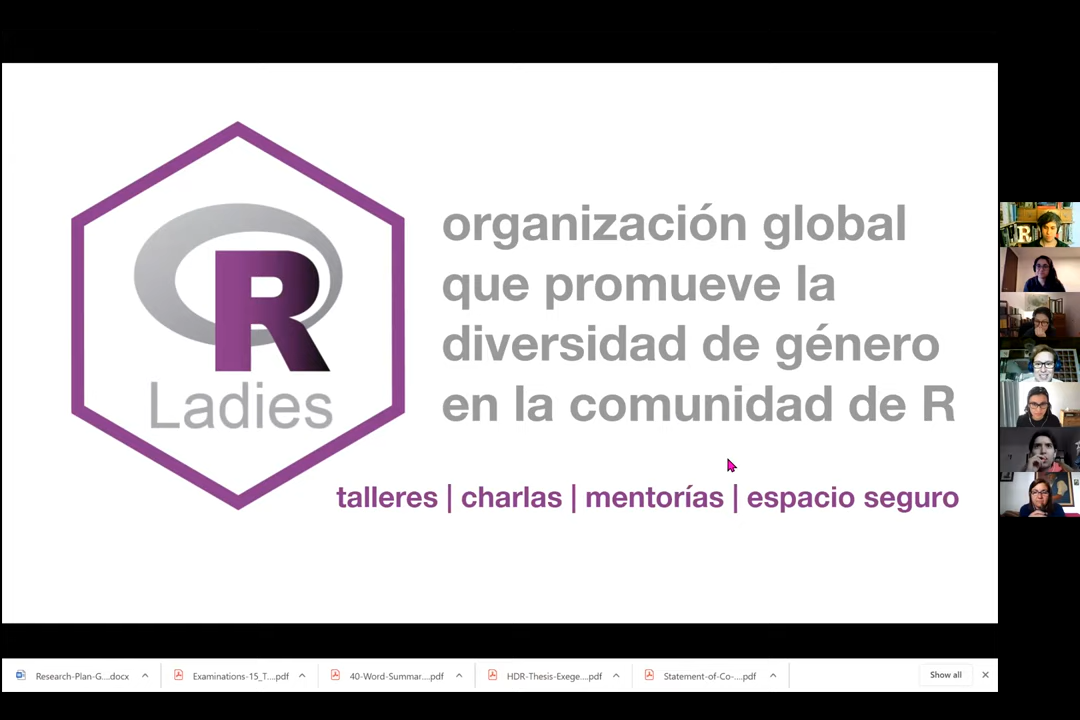 R
Ladies
organización global
que promueve la
diversidad de género
en la comunidad de R
talleres | charlas | mentorías | espacio seguro
R
Research-Plan-G....docx
Examinations-15_T....pdf
40-Word-Summar....pdf
HDR-Thesis-Exege....pdf
Statement-of-Co-....pdf
Show all